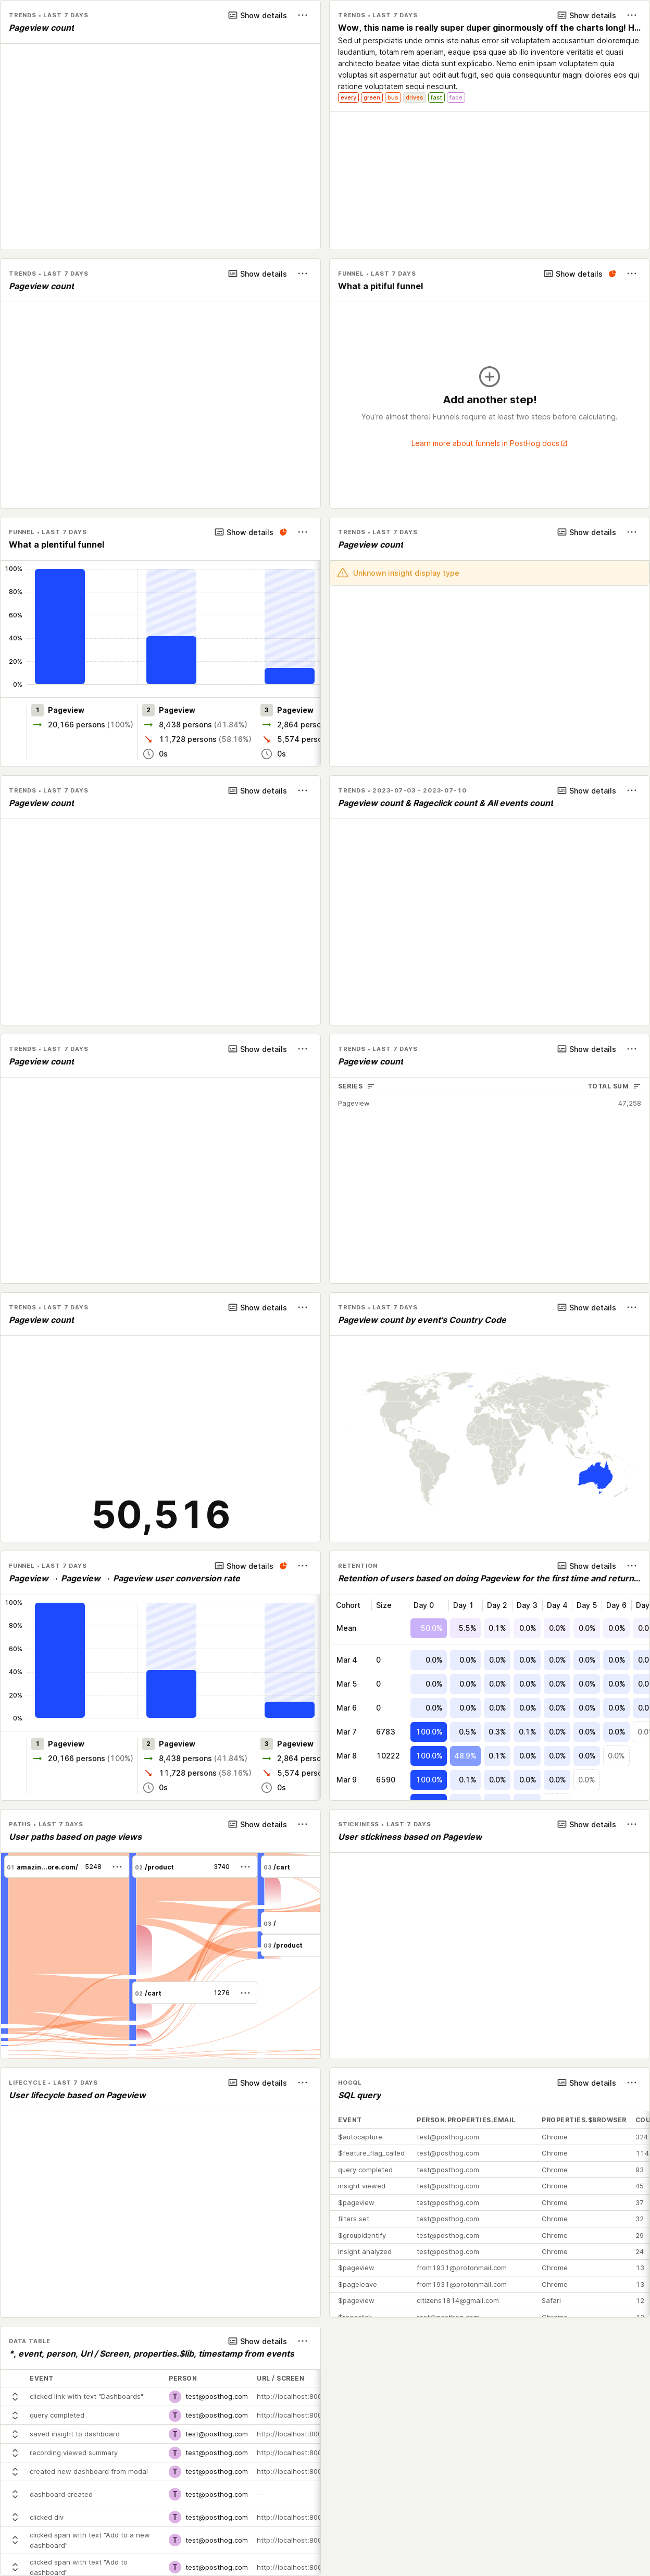 TRENDS • LAST 7 DAYS
Show details
Pageview count
TRENDS • LAST 7 DAYS
Show details
Wow, this name is really super duper ginormously off the charts long! H...
Sed ut perspiciatis unde omnis iste natus error sit voluptatem accusantium doloremque
laudantium, totam rem aperiam, eaque ipsa quae ab illo inventore veritatis et quasi
architecto beatae vitae dicta sunt explicabo. Nemo enim ipsam voluptatem quia
voluptas sit aspernatur aut odit aut fugit, sed quia consequuntur magni dolores eos qui
ratione voluptatem sequi nesciunt.
every green bus drives fast face
TRENDS • LAST 7 DAYS
Show details
Pageview count
FUNNEL • LAST 7 DAYS
Show details
What a pitiful funnel
Add another step!
You're almost there! Funnels require at least two steps before calculating.
Learn more about funnels in PostHog docs
FUNNEL • LAST 7 DAYS
Show details
What a plentiful funnel
100%
80%
60%
40%
20%
0%
1 Pageview
20,166 persons (100%)
2 Pageview
8,438 persons (41.84%)
11,728 persons (58.16%)
0s
3 Pageview
2,864 perso
5,574 perso
0s
TRENDS • LAST 7 DAYS
Show details
Pageview count
Unknown insight display type
TRENDS • LAST 7 DAYS
Show details
Pageview count
TRENDS • 2023-07-03 - 2023-07-10
Show details
Pageview count & Rageclick count & All events count
TRENDS • LAST 7 DAYS
Show details
Pageview count
TRENDS • LAST 7 DAYS
Show details
Pageview count
SERIES TOTAL SUM
Pageview 47,258
TRENDS • LAST 7 DAYS
Show details
Pageview count
50,516
TRENDS • LAST 7 DAYS
Show details
Pageview count by event's Country Code
FUNNEL • LAST 7 DAYS
Show details
Pageview → Pageview → Pageview user conversion rate
100%
80%
60%
40%
20%
0%
1 Pageview
20,166 persons (100%)
2 Pageview
8,438 persons (41.84%)
11,728 persons (58.16%)
0s
3 Pageview
2,864 perso
5,574 perso
0s
RETENTION
Show details
Retention of users based on doing Pageview for the first time and return...
Cohort Size Day 0 Day 1 Day 2 Day 3 Day 4 Day 5 Day 6 Day
Mean 50.0% 5.5% 0.1% 0.0% 0.0% 0.0% 0.0% 0.0
Mar 4 0 0.0% 0.0% 0.0% 0.0% 0.0% 0.0% 0.0% 0.0
Mar 5 0 0.0% 0.0% 0.0% 0.0% 0.0% 0.0% 0.0% 0.0
Mar 6 0 0.0% 0.0% 0.0% 0.0% 0.0% 0.0% 0.0% 0.0
Mar 7 6783 100.0% 0.5% 0.3% 0.1% 0.0% 0.0% 0.0% 0.0
Mar 8 10222 100.0% 48.9% 0.1% 0.0% 0.0% 0.0% 0.0%
Mar 9 6590 100.0% 0.1% 0.0% 0.0% 0.0% 0.0%
PATHS • LAST 7 DAYS
Show details
User paths based on page views
01 amazin...ore.com/ 5248
02 /product 3740
03 /cart
03 /
03 /product
02 /cart 1276
STICKINESS • LAST 7 DAYS
Show details
User stickiness based on Pageview
LIFECYCLE • LAST 7 DAYS
Show details
User lifecycle based on Pageview
HOGQL
Show details
SQL query
EVENT PERSON.PROPERTIES.EMAIL PROPERTIES.$BROWSER COU
$autocapture test@posthog.com Chrome 324
$feature_flag_called test@posthog.com Chrome 114
query completed test@posthog.com Chrome 93
insight viewed test@posthog.com Chrome 45
$pageview test@posthog.com Chrome 37
filters set test@posthog.com Chrome 32
$groupidentify test@posthog.com Chrome 29
insight analyzed test@posthog.com Chrome 24
$pageview from1931@protonmail.com Chrome 13
$pageleave from1931@protonmail.com Chrome 13
$pageview citizens1814@gmail.com Safari 12
DATA TABLE
Show details
*, event, person, Url / Screen, properties.$lib, timestamp from events
EVENT PERSON URL / SCREEN
clicked link with text "Dashboards" T test@posthog.com http://localhost:800
query completed T test@posthog.com http://localhost:800
saved insight to dashboard T test@posthog.com http://localhost:800
recording viewed summary T test@posthog.com http://localhost:800
created new dashboard from modal T test@posthog.com http://localhost:800
dashboard created T test@posthog.com —
clicked div T test@posthog.com http://localhost:800
clicked span with text "Add to a new
dashboard" T test@posthog.com http://localhost:800
clicked span with text "Add to
dashboard" T test@posthog.com http://localhost:800